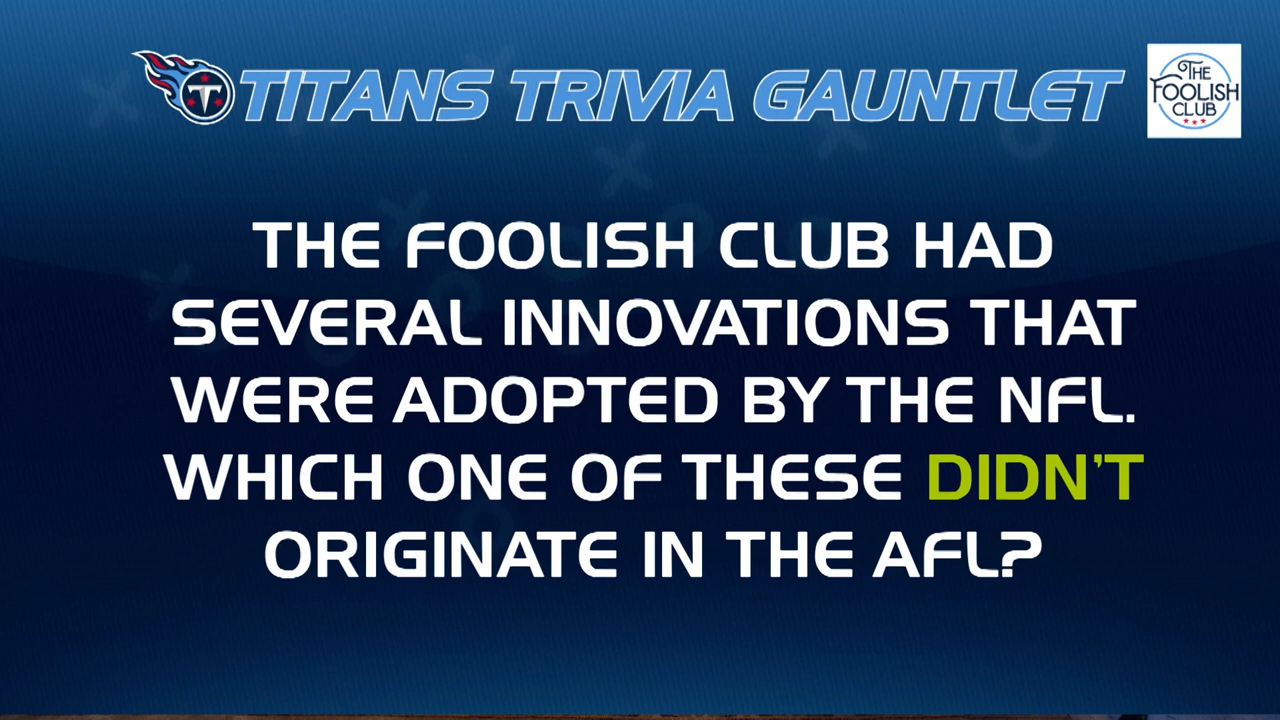 TITANS TRIVIA GAUNTLET
THE
FOOLISH
CLUB
THE FOOLISH CLUB HAD
SEVERAL INNOVATIONS THAT
WERE ADOPTED BY THE NFL.
WHICH ONE OF THESE DIDN'T
ORIGINATE IN THE AFL?